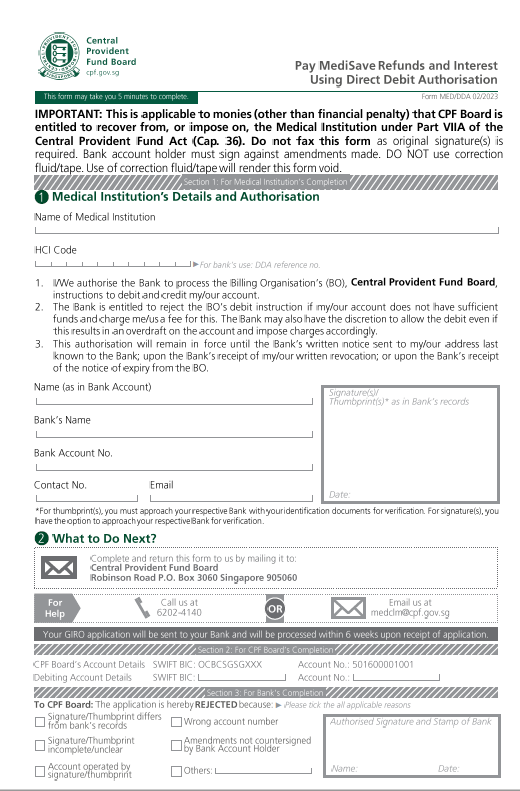 Central
Provident
Fund Board
cpf.gov.sg
Pay MediSave Refunds and Interest
Using Direct Debit Authorisation
This form may take you 5 minutes to complete.
Form MED/DDA 02/2023
IMPORTANT: This is applicable to monies (other than financial penalty) that CPF Board is
entitled to recover from, or impose on, the Medical Institution under Part VIIA of the
Central Provident Fund Act (Cap. 36). Do not fax this form as original signature(s) is
required. Bank account holder must sign against amendments made. DO NOT use correction
fluid/tape. Use of correction fluid/tape will render this form void.
Section 1: For Medical Institution's Completion
1 Medical Institution's Details and Authorisation
Name of Medical Institution
HCI Code
▶For bank's use: DDA reference no.
1. I/We authorise the Bank to process the Billing Organisation's (BO), Central Provident Fund Board,
instructions to debit and credit my/our account.
2. The Bank is entitled to reject the BO's debit instruction if my/our account does not have sufficient
funds and charge me/us a fee for this. The Bank may also have the discretion to allow the debit even if
this results in an overdraft on the account and impose charges accordingly.
3. This authorisation will remain in force until the Bank's written notice sent to my/our address last
known to the Bank; upon the Bank's receipt of my/our written revocation; or upon the Bank's receipt
of the notice of expiry from the BO.
Name (as in Bank Account)
Signature(s)/
Thumbprint(s)* as in Bank's records
Bank's Name
Bank Account No.
Contact No.
Email
Date:
*For thumbprint(s), you must approach your respective Bank with your identification documents for verification. For signature(s), you
have the option to approach your respective Bank for verification.
2 What to Do Next?
Complete and return this form to us by mailing it to:
Central Provident Fund Board
Robinson Road P.O. Box 3060 Singapore 905060
For
Help
Call us at
6202-4140
OR
Email us at
medclm@cpf.gov.sg
Your GIRO application will be sent to your Bank and will be processed within 6 weeks upon receipt of application.
Section 2: For CPF Board's Completion
CPF Board's Account Details SWIFT BIC: OCBCSGSGXXX Account No.: 501600001001
Debiting Account Details SWIFT BIC: Account No.:
Section 3: For Bank's Completion
To CPF Board: The application is hereby REJECTED because: ▶ Please tick the all applicable reasons
Signature/Thumbprint differs
from bank's records
Wrong account number
Authorised Signature and Stamp of Bank
Signature/Thumbprint
incomplete/unclear
Amendments not countersigned
by Bank Account Holder
Account operated by
signature/thumbprint
Others:
Name: Date: